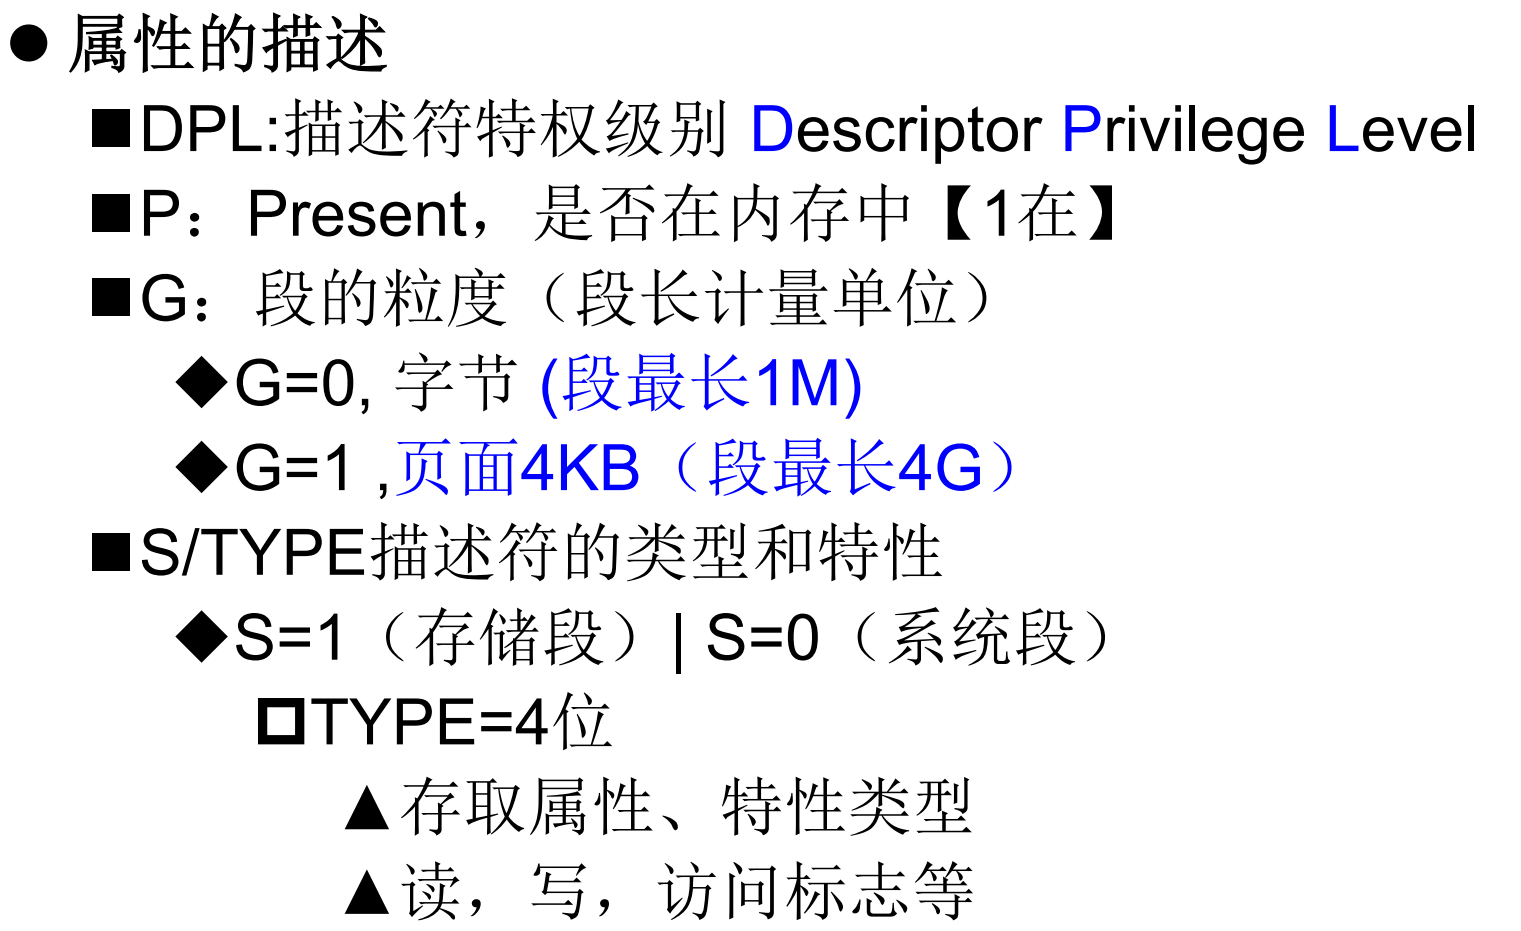 ● 属性的描述
■DPL:描述符特权级别 Descriptor Privilege Level
■P：Present，是否在内存中【1在】
■G：段的粒度（段长计量单位）
◆G=0, 字节 (段最长1M)
◆G=1 ,页面4KB（段最长4G）
■S/TYPE描述符的类型和特性
◆S=1（存储段）| S=0（系统段）
□TYPE=4位
▲存取属性、特性类型
▲读，写，访问标志等